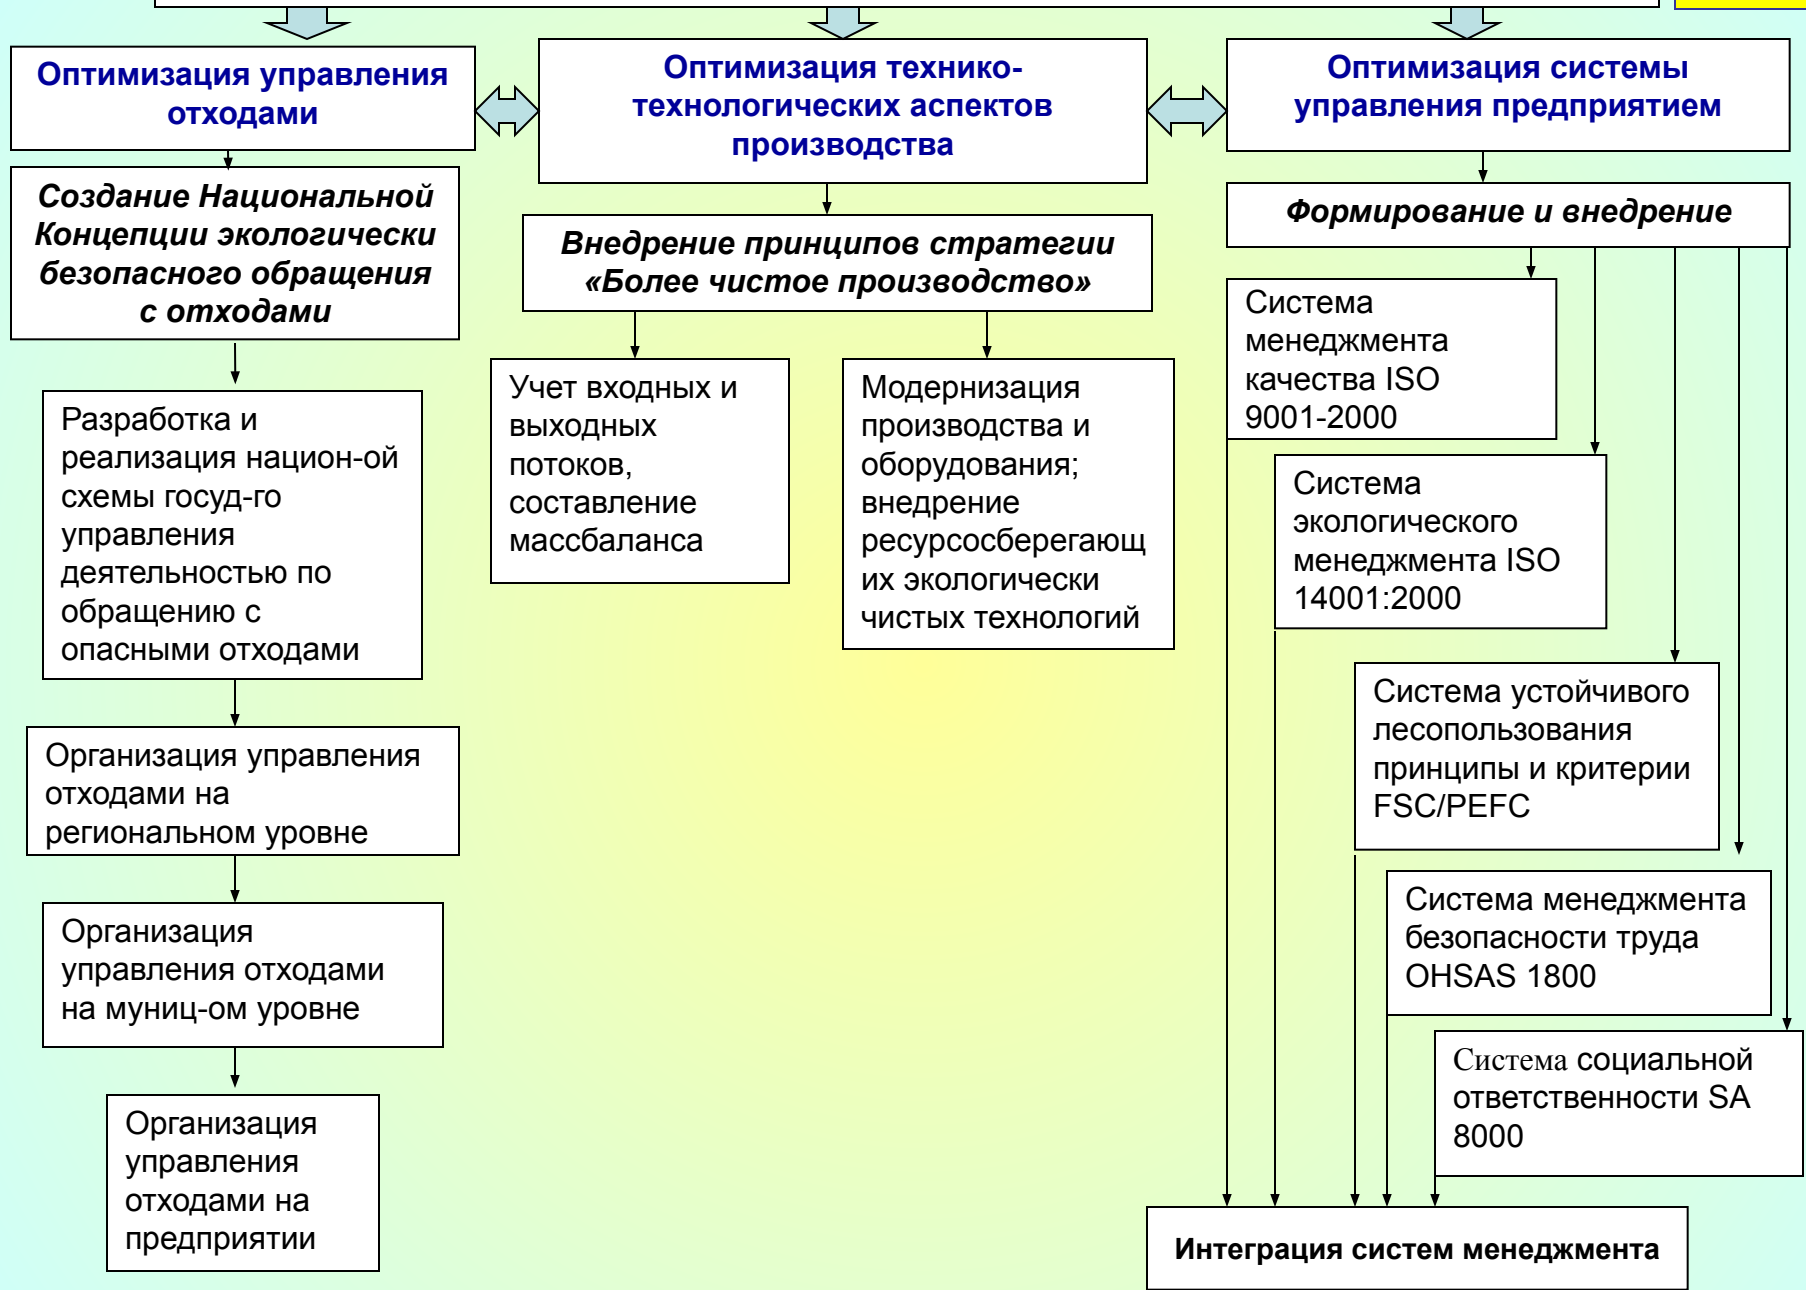 Оптимизация управления
отходами
Оптимизация технико-
технологических аспектов
производства
Оптимизация системы
управления предприятием
Создание Национальной
Концепции экологически
безопасного обращения
с отходами
Внедрение принципов стратегии
«Более чистое производство»
Формирование и внедрение
Разработка и
реализация национ-ой
схемы госуд-го
управления
деятельностью по
обращению с
опасными отходами
Организация управления
отходами на
региональном уровне
Организация
управления отходами
на муниц-ом уровне
Организация
управления
отходами на
предприятии
Учет входных и
выходных
потоков,
составление
массбаланса
Модернизация
производства и
оборудования;
внедрение
ресурсосберегающ
их экологически
чистых технологий
Система
менеджмента
качества ISO
9001-2000
Система
экологического
менеджмента ISO
14001:2000
Система устойчивого
лесопользования
принципы и критерии
FSC/PEFC
Система менеджмента
безопасности труда
OHSAS 1800
Система социальной
ответственности SA
8000
Интеграция систем менеджмента